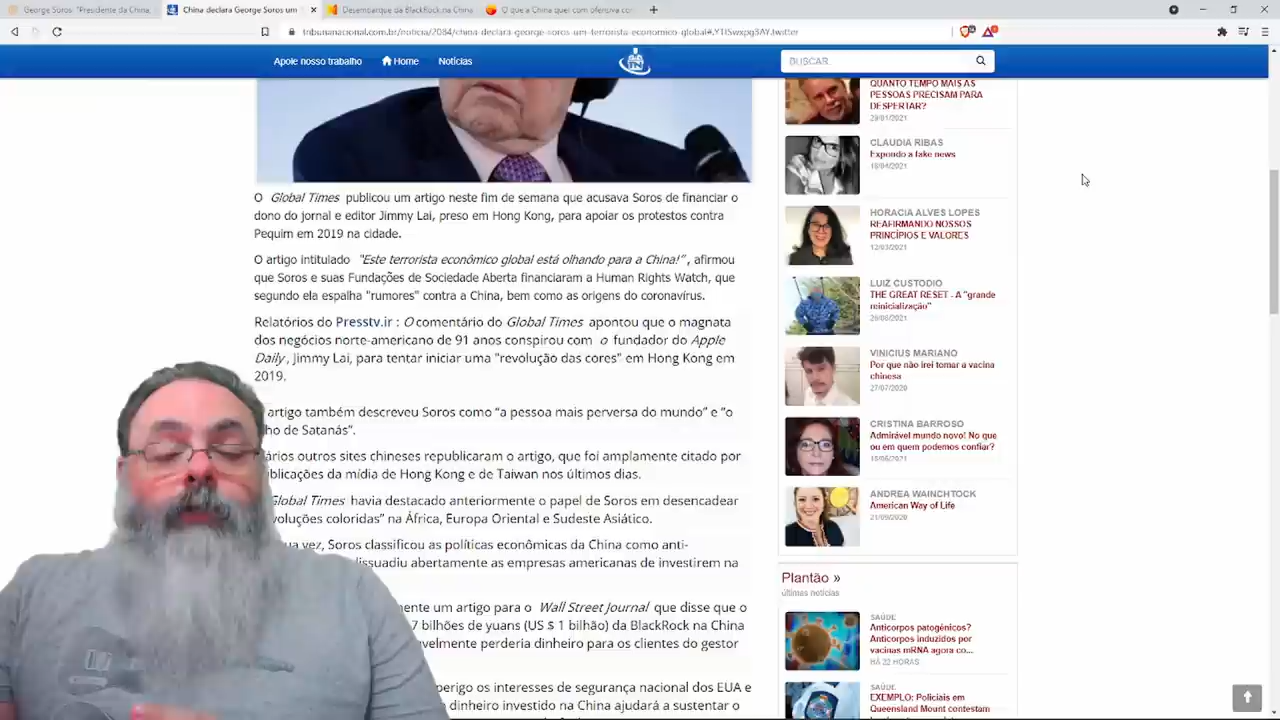 George Soros: "Presidente da China,
China declara George Soros um
Desembarque da BlackRock na China
O que a China quer com ofensiva con
tribunanacional.com.br/noticia/2084/china-declara-george-soros-um-terrorista-economico-global#.YTISwxpg3AY.twitter
Apoie nosso trabalho
Home
Notícias
BUSCAR
O Global Times publicou um artigo neste fim de semana que acusava Soros de financiar o
dono do jornal e editor Jimmy Lai, preso em Hong Kong, para apoiar os protestos contra
Pequim em 2019 na cidade.
O artigo intitulado "Este terrorista econômico global está olhando para a China!", afirmou
que Soros e suas Fundações de Sociedade Aberta financiaram a Human Rights Watch, que
segundo ela espalha "rumores" contra a China, bem como as origens do coronavírus.
Relatórios do Presstv.ir : O comentário do Global Times apontou que o magnata
dos negócios norte-americano de 91 anos conspirou com o fundador do Apple
Daily, Jimmy Lai, para tentar iniciar uma "revolução das cores" em Hong Kong em
2019.
artigo também descreveu Soros como "a pessoa mais perversa do mundo" e "o
ho de Satanás".
os outros sites chineses republicaram o artigo, que foi amplamente citado por
blicações da mídia de Hong Kong e de Taiwan nos últimos dias.
Global Times havia destacado anteriormente o papel de Soros em desencadear
voluções coloridas" na África, Europa Oriental e Sudeste Asiático.
ua vez, Soros classificou as políticas econômicas da China como anti-
dissuadiu abertamente as empresas americanas de investirem na
mente um artigo para o Wall Street Journal que disse que o
7 bilhões de yuans (US $ 1 bilhão) da BlackRock na China
velmente perderia dinheiro para os clientes do gestor
perigo os interesses de segurança nacional dos EUA e
dinheiro investido na China ajudará a sustentar o
QUANTO TEMPO MAIS AS
PESSOAS PRECISAM PARA
DESPERTAR?
29/01/2021
CLAUDIA RIBAS
Expondo a fake news
HORACIA ALVES LOPES
REAFIRMANDO NOSSOS
PRINCÍPIOS E VALORES
12/03/2021
LUIZ CUSTODIO
THE GREAT RESET - A "grande
reinicialização"
VINICIUS MARIANO
Por que não irei tomar a vacina
chinesa
27/07/2020
CRISTINA BARROSO
Admirável mundo novo! No que
ou em quem podemos confiar?
ANDREA WAINCHTOCK
American Way of Life
21/09/2020
Plantão »
últimas notícias
SAÚDE
Anticorpos patogênicos?
Anticorpos induzidos por
vacinas mRNA agora co...
HÁ 22 HORAS
SAÚDE
EXEMPLO: Policiais em
Queensland Mount contestam